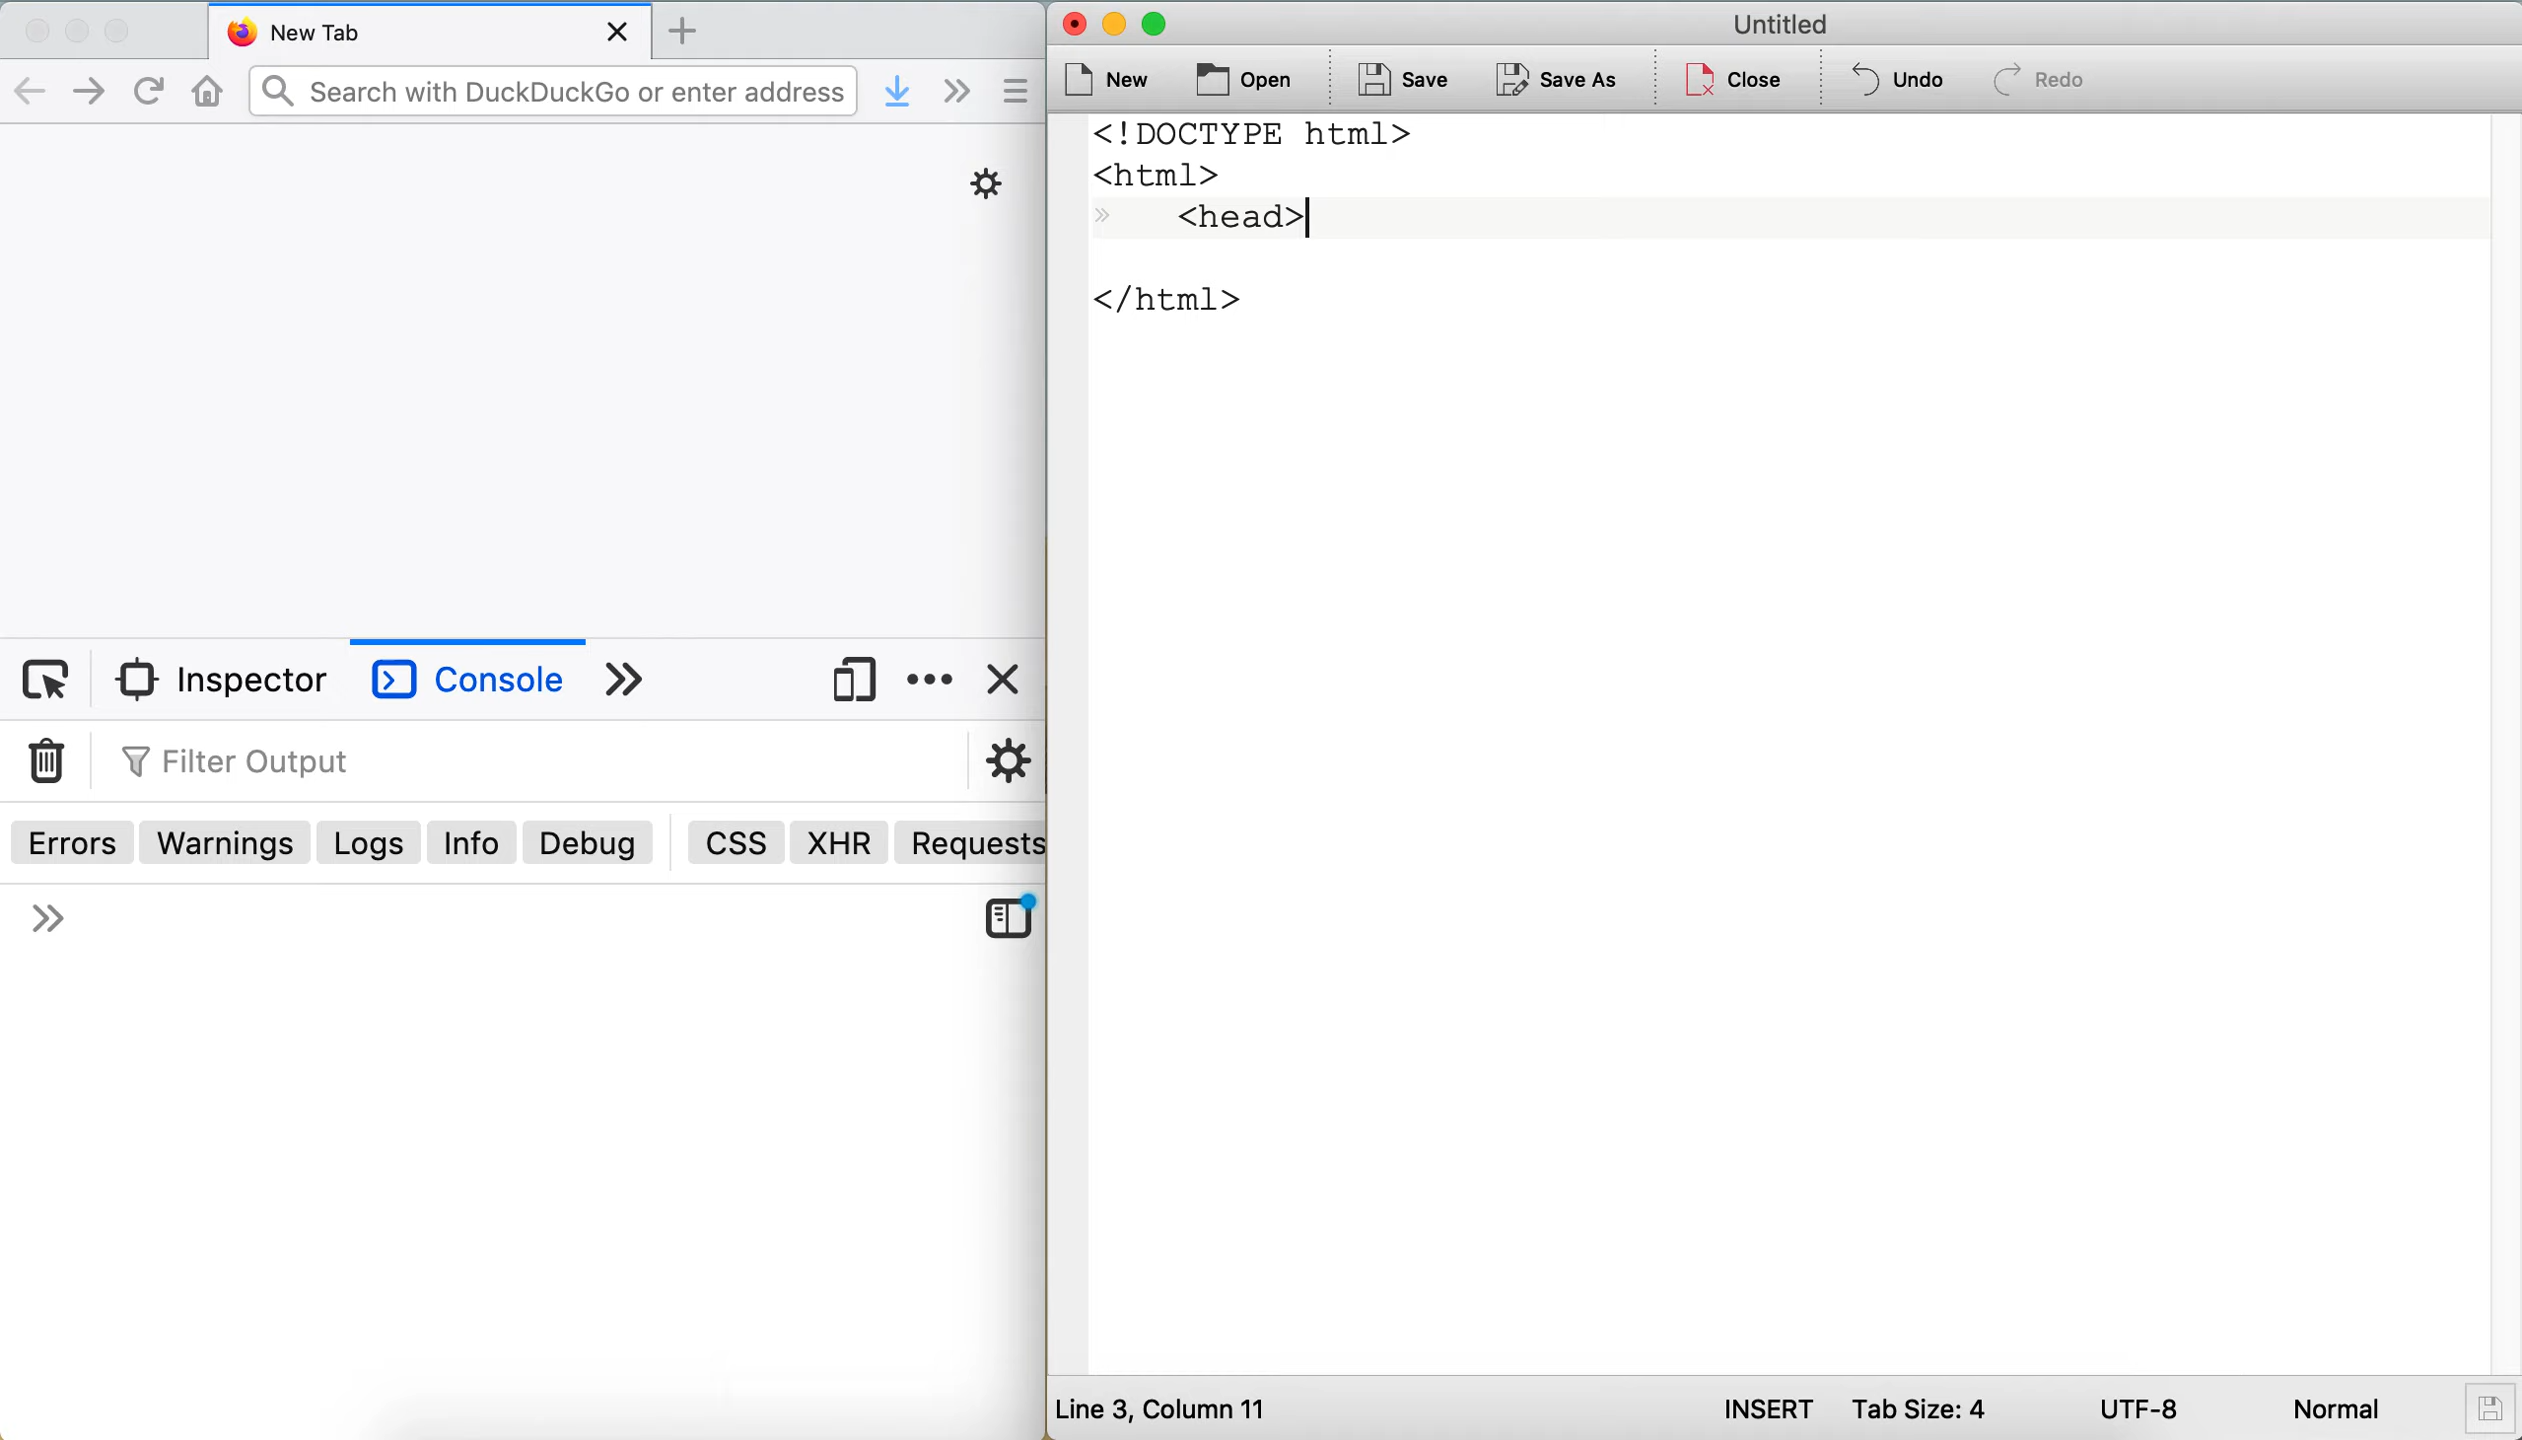 New Tab
Search with DuckDuckGo or enter address
Inspector Console
Filter Output
Errors Warnings Logs Info Debug CSS XHR Requests
Untitled
New Open Save Save As Close Undo Redo
<!DOCTYPE html>
<html>
<head>
</html>
Line 3, Column 11 INSERT Tab Size: 4 UTF-8 Normal